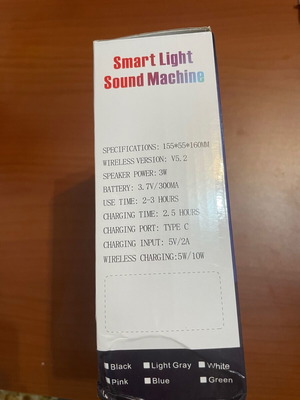 Smart Light
Sound Machine
SPECIFICATIONS: 155*55*160MM
WIRELESS VERSION: V5.2
SPEAKER POWER: 3W
BATTERY: 3.7V/300MA
USE TIME: 2-3 HOURS
CHARGING TIME: 2.5 HOURS
CHARGING PORT: TYPE C
CHARGING INPUT: 5V/2A
WIRELESS CHARGING:5W/10W
Black Light Gray White
Pink Blue Green